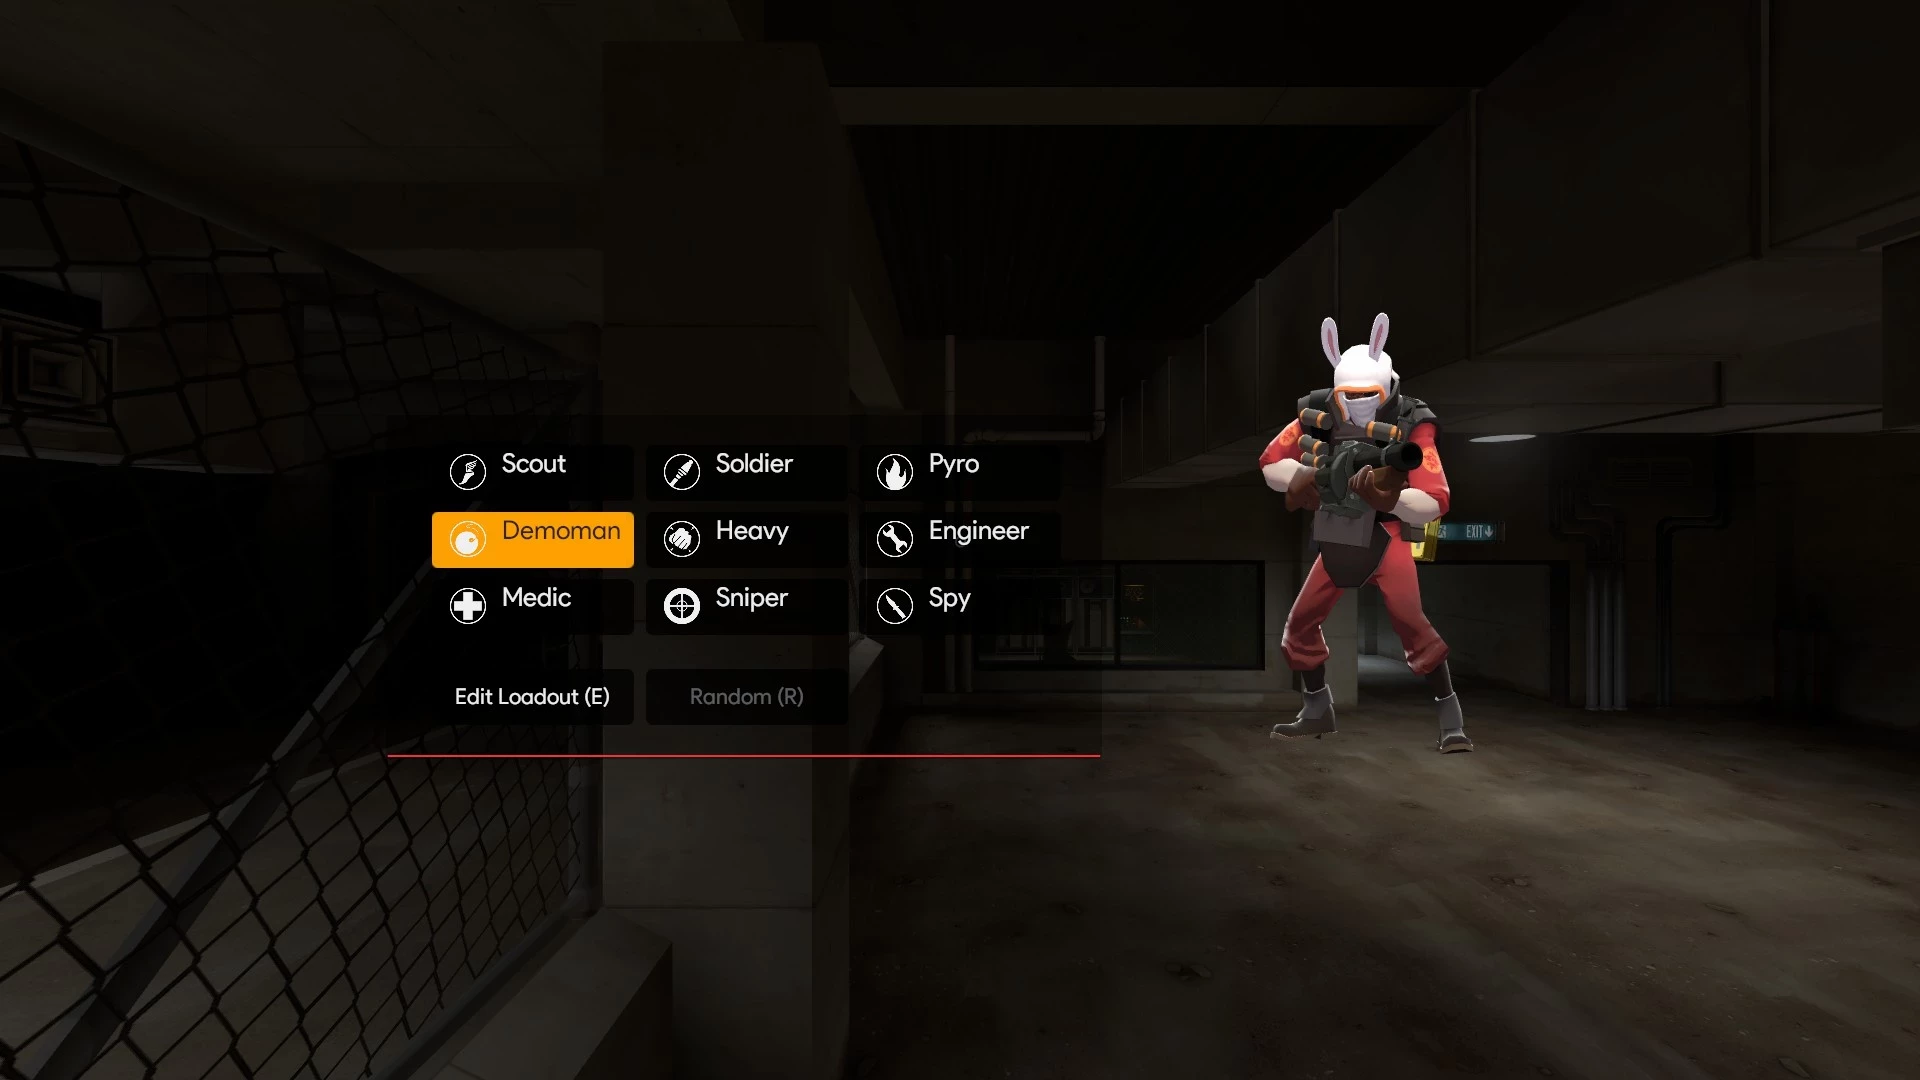 Scout
Soldier
Pyro
Demoman
Heavy
Engineer
Medic
Sniper
Spy
Edit Loadout (E)
Random (R)
EXIT